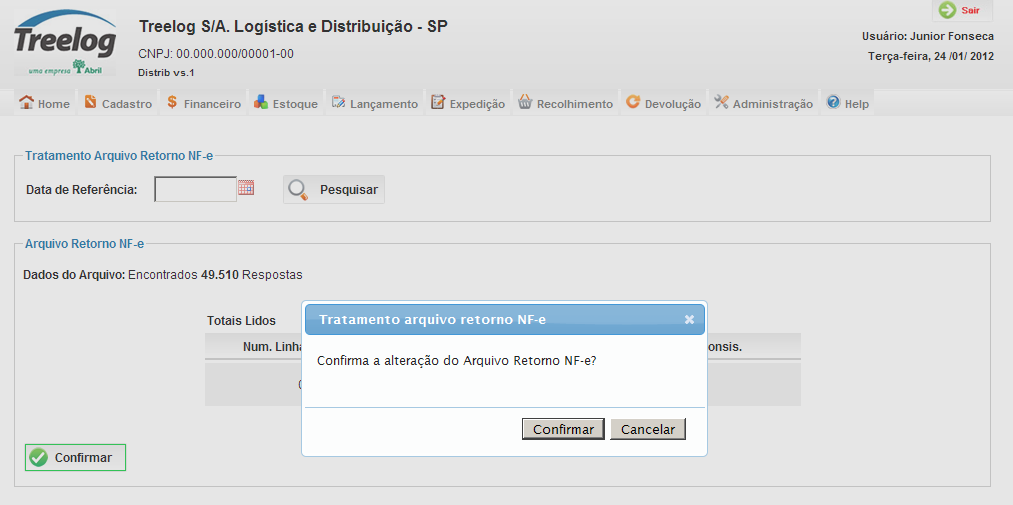 Treelog
uma empresa Abril
Treelog S/A. Logística e Distribuição - SP
CNPJ: 00.000.000/00001-00
Distrib vs.1
Sair
Usuário: Junior Fonseca
Terça-feira, 24 /01/ 2012
Home Cadastro Financeiro Estoque Lançamento Expedição Recolhimento Devolução Administração Help
Tratamento Arquivo Retorno NF-e
Data de Referência: Pesquisar
Arquivo Retorno NF-e
Dados do Arquivo: Encontrados 49.510 Respostas
Totais Lidos
Num. Linha onsis.
Tratamento arquivo retorno NF-e
Confirma a alteração do Arquivo Retorno NF-e?
Confirmar Cancelar
Confirmar